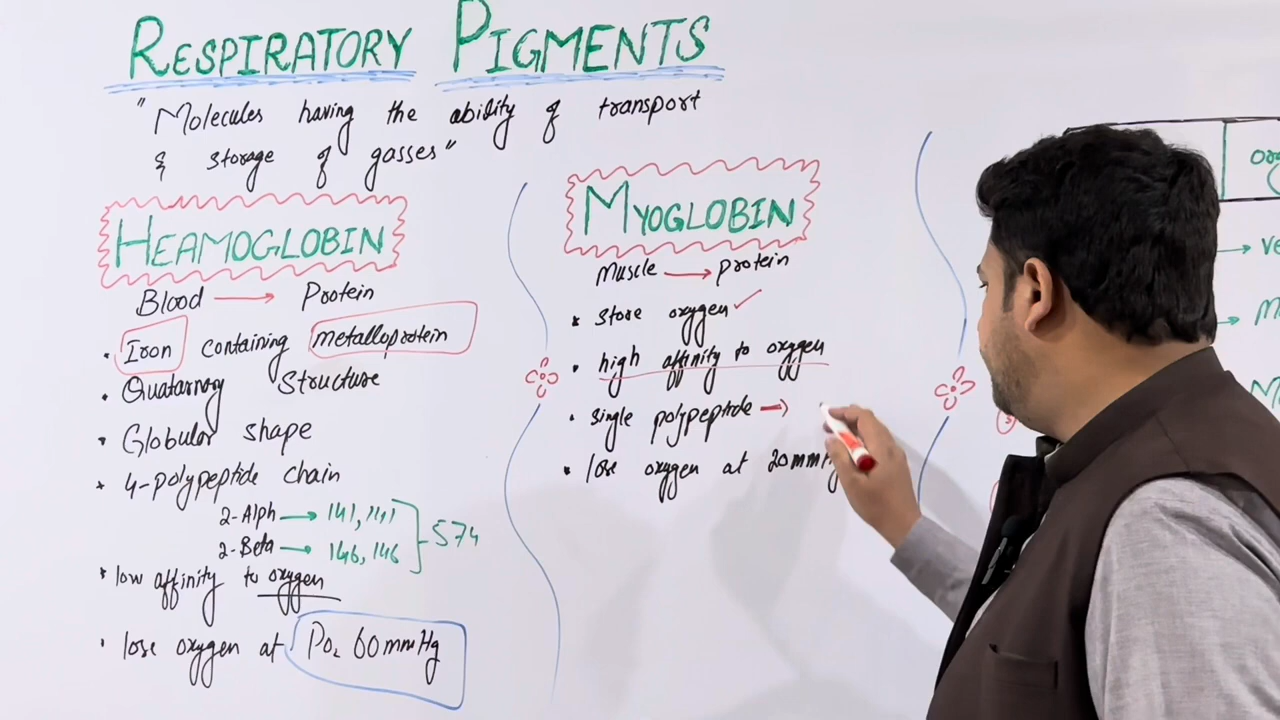 RESPIRATORY PIGMENTS
"Molecules having the ability of transport
& storage of gasses"
HEAMOGLOBIN
Blood → Protein
• Iron containing metalloprotein
• Quatarnary Structure
• Globular shape
* 4-polypeptide chain
2-Alph → 141, 141
2-Beta → 146, 146
574
* low affinity to oxygen
• lose oxygen at Po₂ 60mmHg
MYOGLOBIN
Muscle → protein
* store oxygen ✓
• high affinity to oxygen
• single polypeptide →
• lose oxygen at 20mmHg